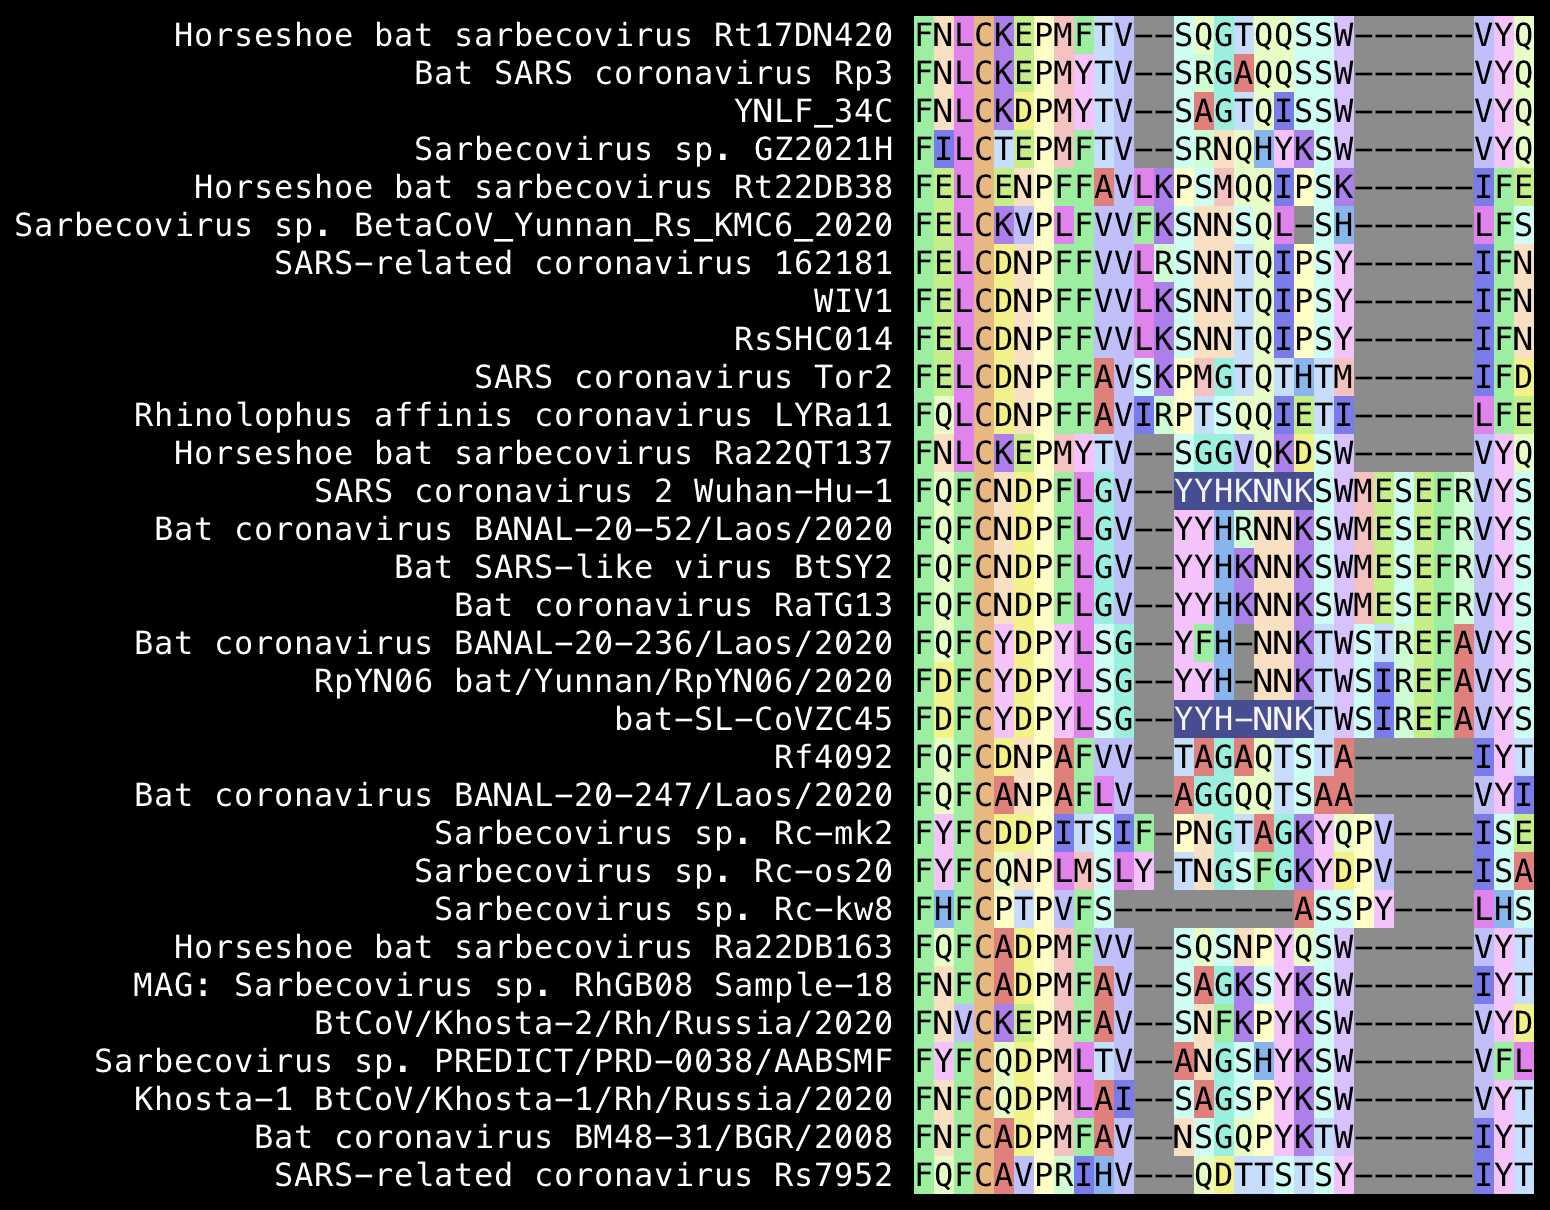 Horseshoe bat sarbecovirus Rt17DN420 FNLCKEPMFTV--SQGTQQSSW------VYQ
Bat SARS coronavirus Rp3 FNLCKEPMYTV--SRGAQQSSW------VYQ
YNLF_34C FNLCKDPMYTV--SAGTQISSW------VYQ
Sarbecovirus sp. GZ2021H FILCTEPMFTV--SRNQHYKSW------VYQ
Horseshoe bat sarbecovirus Rt22DB38 FELCENPFFAVLKPSMQQIPSK------IFE
Sarbecovirus sp. BetaCoV_Yunnan_Rs_KMC6_2020 FELCKVPLFVVFKSNNSQL-SH------LFS
SARS-related coronavirus 162181 FELCDNPFFVVLRSNNTQIPSY------IFN
WIV1 FELCDNPFFVVLKSNNTQIPSY------IFN
RsSHC014 FELCDNPFFVVLKSNNTQIPSY------IFN
SARS coronavirus Tor2 FELCDNPFFAVSKPMGTQTHTM------IFD
Rhinolophus affinis coronavirus LYRa11 FQLCDNPFFAVIRPTSQQIETI------LFE
Horseshoe bat sarbecovirus Ra22QT137 FNLCKEPMYTV--SGGVQKDSW------VYQ
SARS coronavirus 2 Wuhan-Hu-1 FQFCNDPFLGV--YYHKNNKSWMESEFRVYS
Bat coronavirus BANAL-20-52/Laos/2020 FQFCNDPFLGV--YYHRNNKSWMESEFRVYS
Bat SARS-like virus BtSY2 FQFCNDPFLGV--YYHKNNKSWMESEFRVYS
Bat coronavirus RaTG13 FQFCNDPFLGV--YYHKNNKSWMESEFRVYS
Bat coronavirus BANAL-20-236/Laos/2020 FQFCYDPYLSG--YFH-NNKTWSTREFAVYS
RpYN06 bat/Yunnan/RpYN06/2020 FDFCYDPYLSG--YYH-NNKTWSIREFAVYS
bat-SL-CoVZC45 FDFCYDPYLSG--YYH-NNKTWSIREFAVYS
Rf4092 FQFCDNPAFVV--TAGAQTSTA------IYT
Bat coronavirus BANAL-20-247/Laos/2020 FQFCANPAFLV--AGGQQTSAA------VYI
Sarbecovirus sp. Rc-mk2 FYFCDDPITSIF-PNGTAGKYQPV----ISE
Sarbecovirus sp. Rc-os20 FYFCQNPLMSLY-TNGSFGKYDPV----ISA
Sarbecovirus sp. Rc-kw8 FHFCPTPVFS---------ASSPY----LHS
Horseshoe bat sarbecovirus Ra22DB163 FQFCADPMFVV--SQSNPYQSW------VYT
MAG: Sarbecovirus sp. RhGB08 Sample-18 FNFCADPMFAV--SAGKSYKSW------IYT
BtCoV/Khosta-2/Rh/Russia/2020 FNVCKEPMFAV--SNFKPYKSW------VYD
Sarbecovirus sp. PREDICT/PRD-0038/AABSMF FYFCQDPMLTV--ANGSHYKSW------VFL
Khosta-1 BtCoV/Khosta-1/Rh/Russia/2020 FNFCQDPMLAI--SAGSPYKSW------VYT
Bat coronavirus BM48-31/BGR/2008 FNFCADPMFAV--NSGQPYKTW------IYT
SARS-related coronavirus Rs7952 FQFCAVPRIHV---QDTTSTSY------IYT